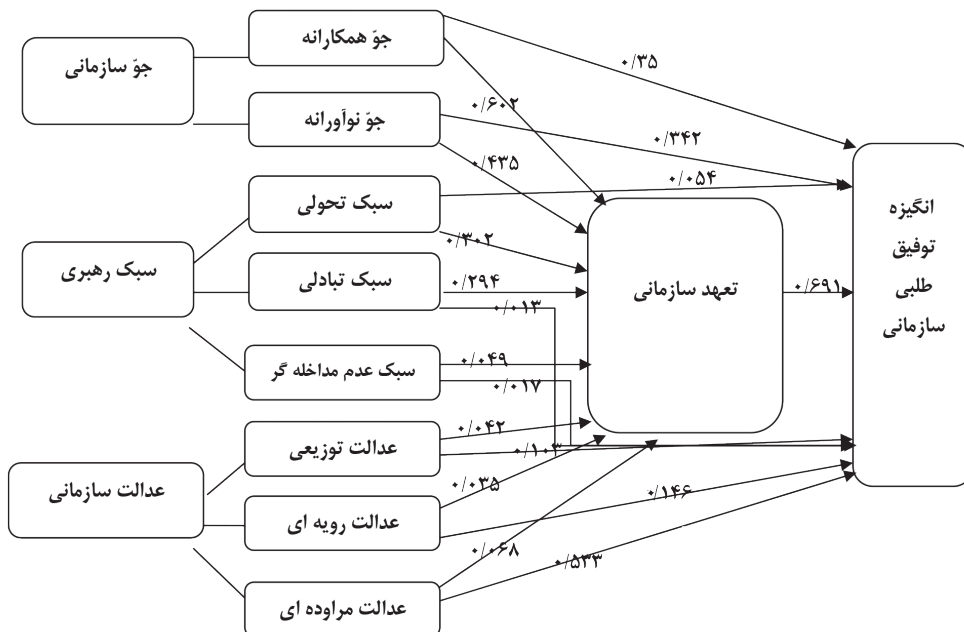 جوّ سازمانی
جوّ همکارانه
جوّ نوآورانه
سبک رهبری
سبک تحولی
سبک تبادلی
سبک عدم مداخله گر
عدالت سازمانی
عدالت توزیعی
عدالت رویه ای
عدالت مراوده ای
تعهد سازمانی
انگیزه
توفیق
طلبی
سازمانی
۰/۳۵
۰/۶۰۲
۰/۳۴۲
۰/۴۳۵
۰/۰۵۴
۰/۳۰۲
۰/۲۹۴
۰/۰۱۳
۰/۶۹۱
۰/۰۴۹
۰/۰۱۷
۰/۰۴۲
۰/۱۰۳
۰/۰۳۵
۰/۱۴۶
۰/۰۶۸
۰/۵۳۳